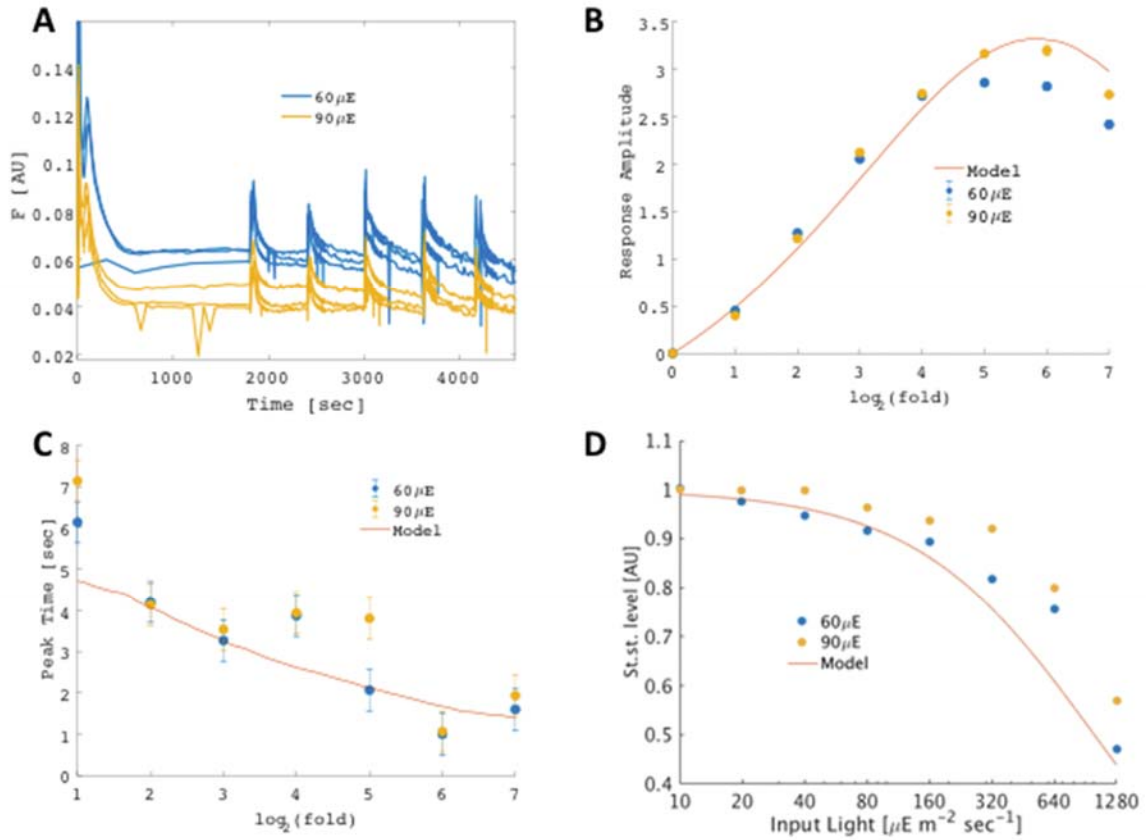 A
0.14
0.12
0.1
0.08
0.06
0.04
0.02
F [AU]
60μE
90μE
0 1000 2000 3000 4000
Time [sec]
B
3.5
3
2.5
2
1.5
1
0.5
0
Response Amplitude
Model
60μE
90μE
0 1 2 3 4 5 6 7
log2(fold)
C
8
7
6
5
4
3
2
1
0
Peak Time [sec]
60μE
90μE
Model
1 2 3 4 5 6 7
log2(fold)
D
1.1
1
0.9
0.8
0.7
0.6
0.5
0.4
St.st. level [AU]
60μE
90μE
Model
10 20 40 80 160 320 640 1280
Input Light [μE m⁻² sec⁻¹]